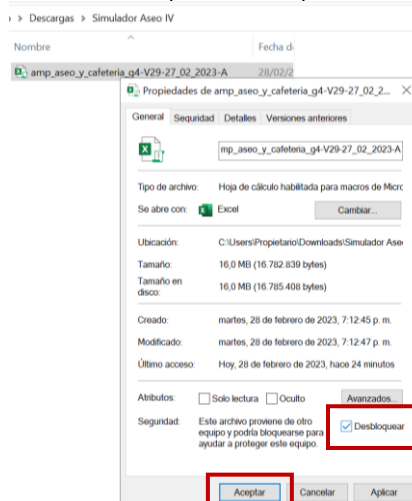 > Descargas > Simulador Aseo IV
Nombre Fecha d
amp_aseo_y_cafeteria_g4-V29-27_02_2023-A 28/02/2
Propiedades de amp_aseo_y_cafeteria_g4-V29-27_02_2...
General Seguridad Detalles Versiones anteriores
mp_aseo_y_cafeteria_g4-V29-27_02_2023-A
Tipo de archivo: Hoja de cálculo habilitada para macros de Micro
Se abre con: Excel Cambiar...
Ubicación: C:\Users\Propietario\Downloads\Simulador Aseo
Tamaño: 16,0 MB (16.782.839 bytes)
Tamaño en disco: 16,0 MB (16.785.408 bytes)
Creado: martes, 28 de febrero de 2023, 7:12:45 p. m.
Modificado: martes, 28 de febrero de 2023, 7:12:47 p. m.
Último acceso: Hoy, 28 de febrero de 2023, hace 24 minutos
Atributos: Solo lectura Oculto Avanzados...
Seguridad: Este archivo proviene de otro
equipo y podría bloquearse para
ayudar a proteger este equipo.
Desbloquear
Aceptar Cancelar Aplicar